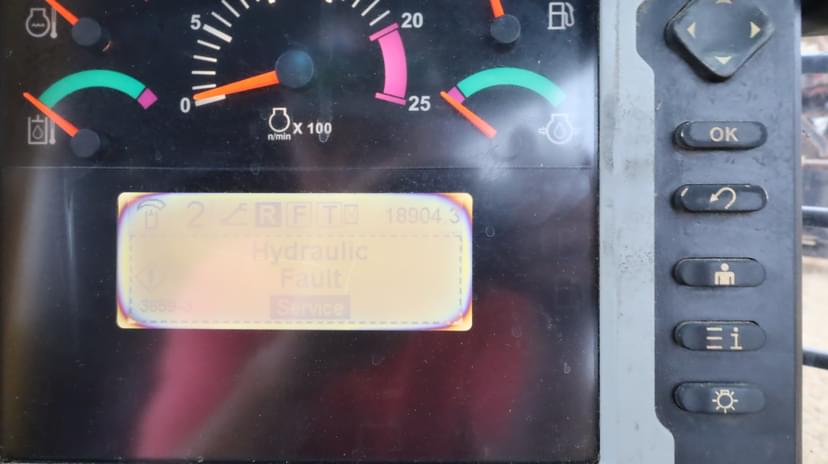 5 20
0 25
n/min X 100
OK
2 R F T 18904 3
Hydraulic
Fault
Service
i